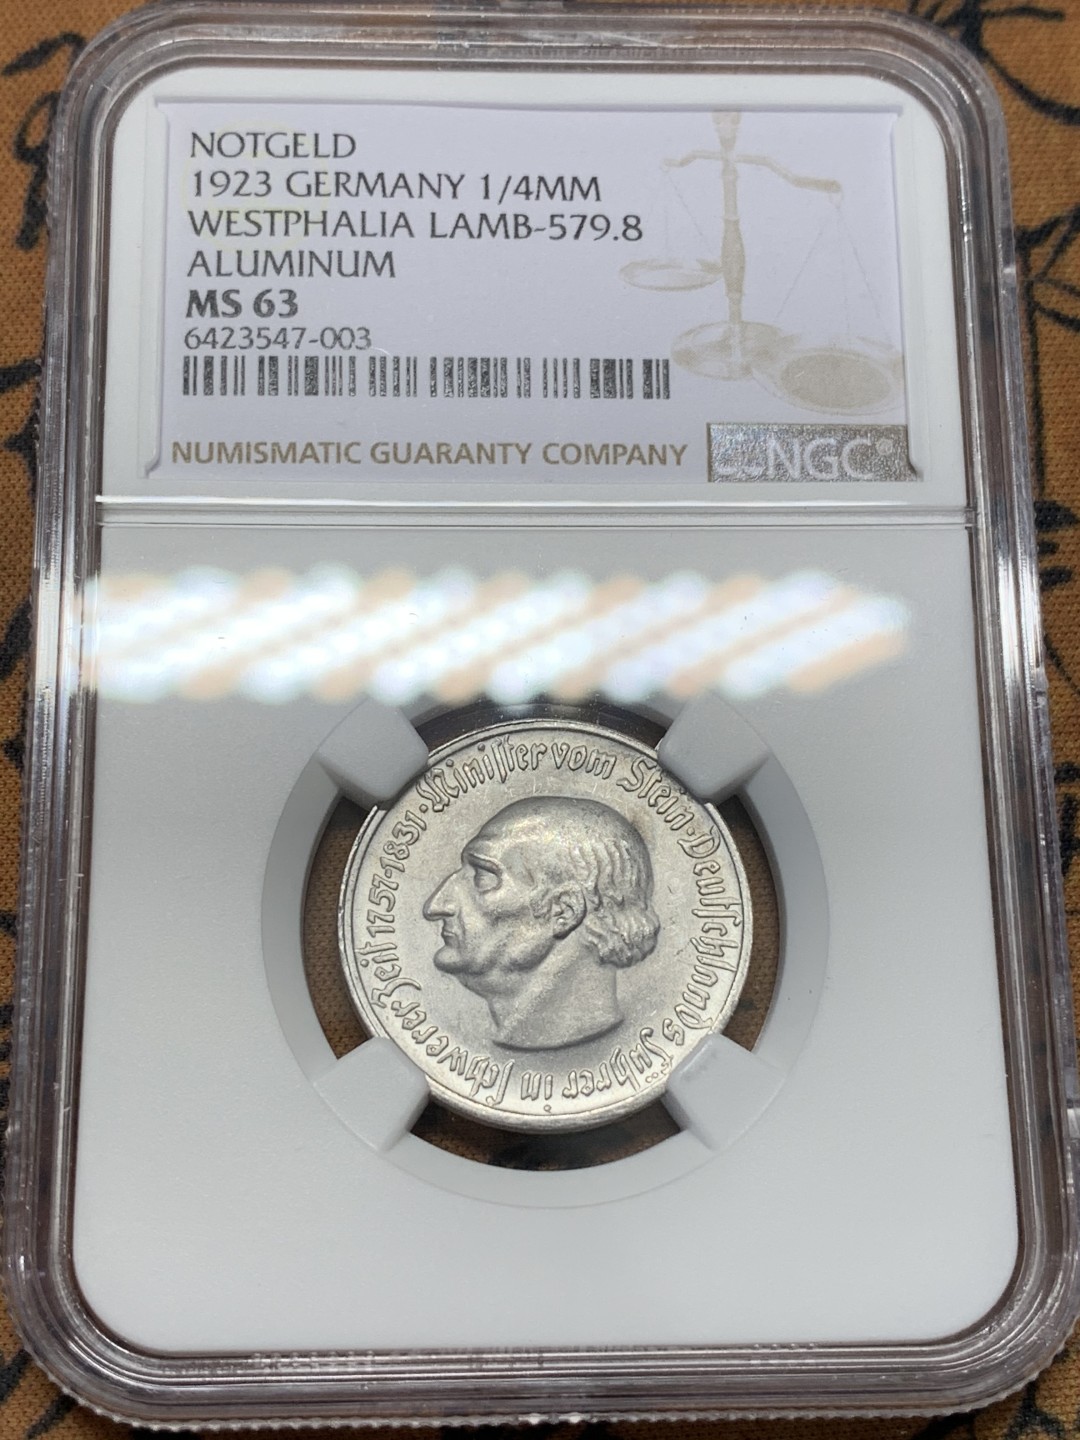 NOTGELD
1923 GERMANY 1/4MM
WESTPHALIA LAMB-579.8
ALUMINUM
MS 63
6423547-003
NUMISMATIC GUARANTY COMPANY
NGC®
Minister vom Stein · Deutschlands Führer in schwerer Zeit 1757-1831 ·